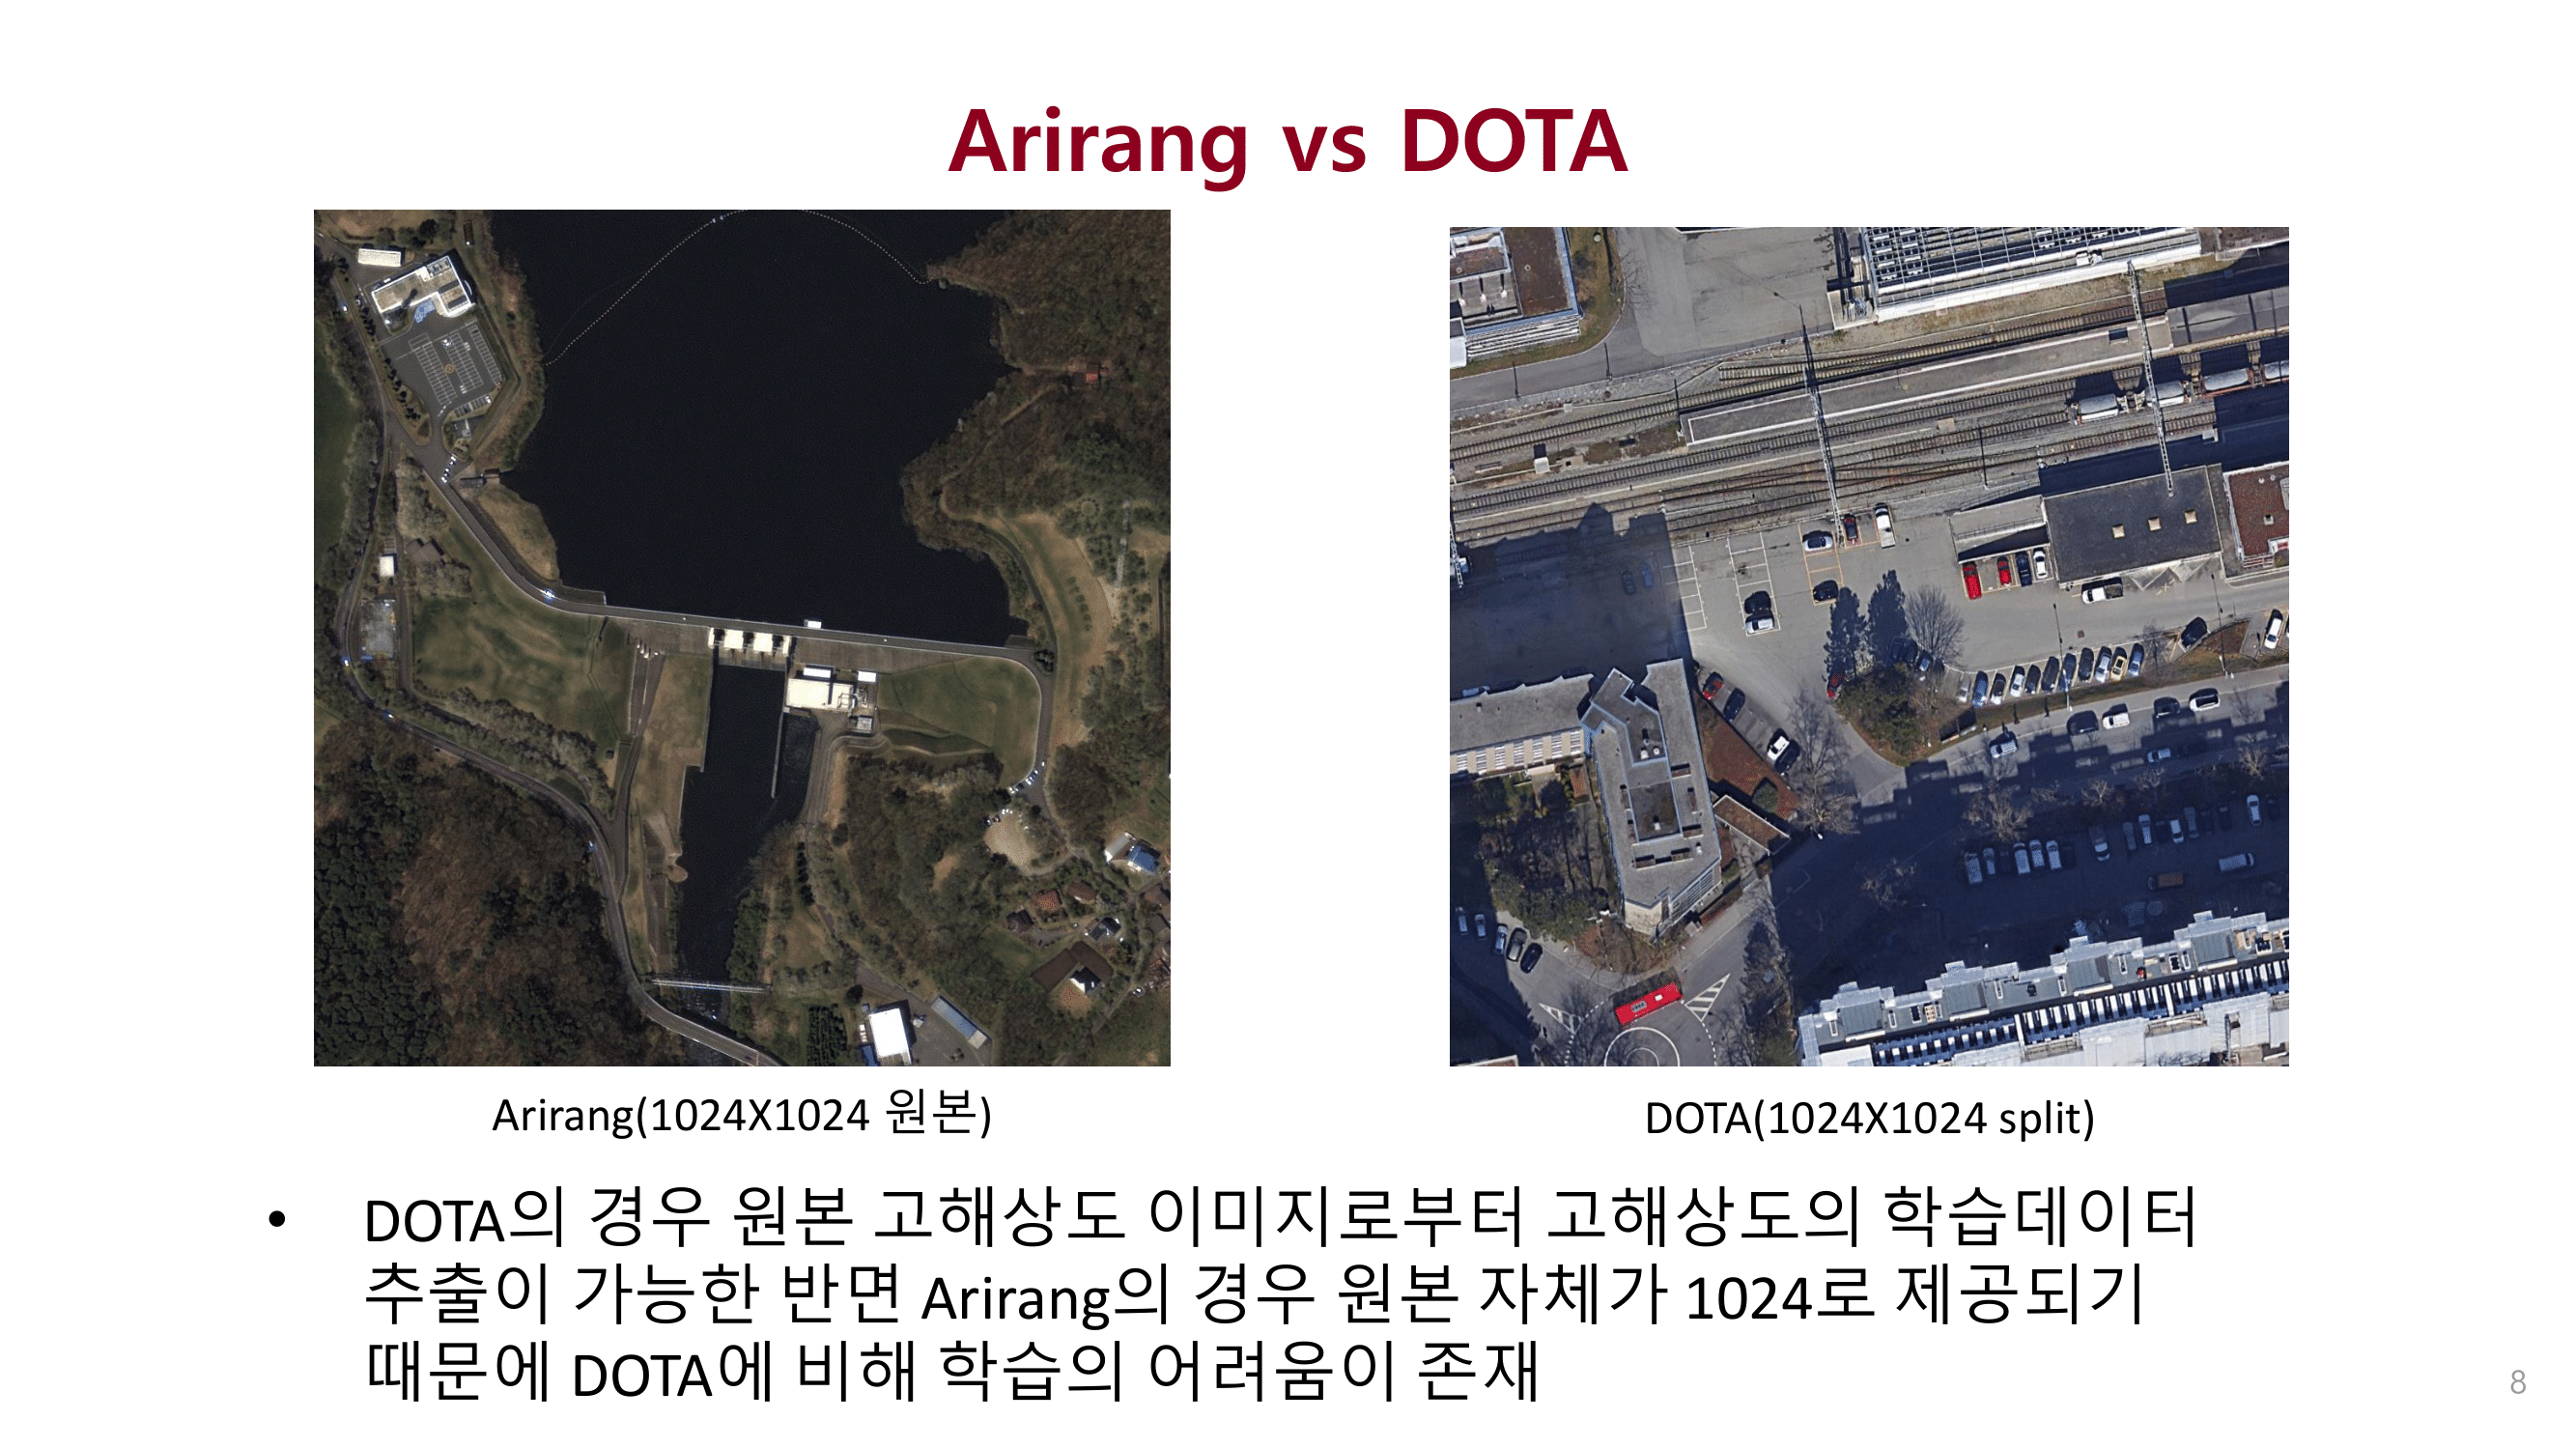 Arirang vs DOTA
Arirang(1024X1024 원본)
DOTA(1024X1024 split)
• DOTA의 경우 원본 고해상도 이미지로부터 고해상도의 학습데이터
추출이 가능한 반면 Arirang의 경우 원본 자체가 1024로 제공되기
때문에 DOTA에 비해 학습의 어려움이 존재
8